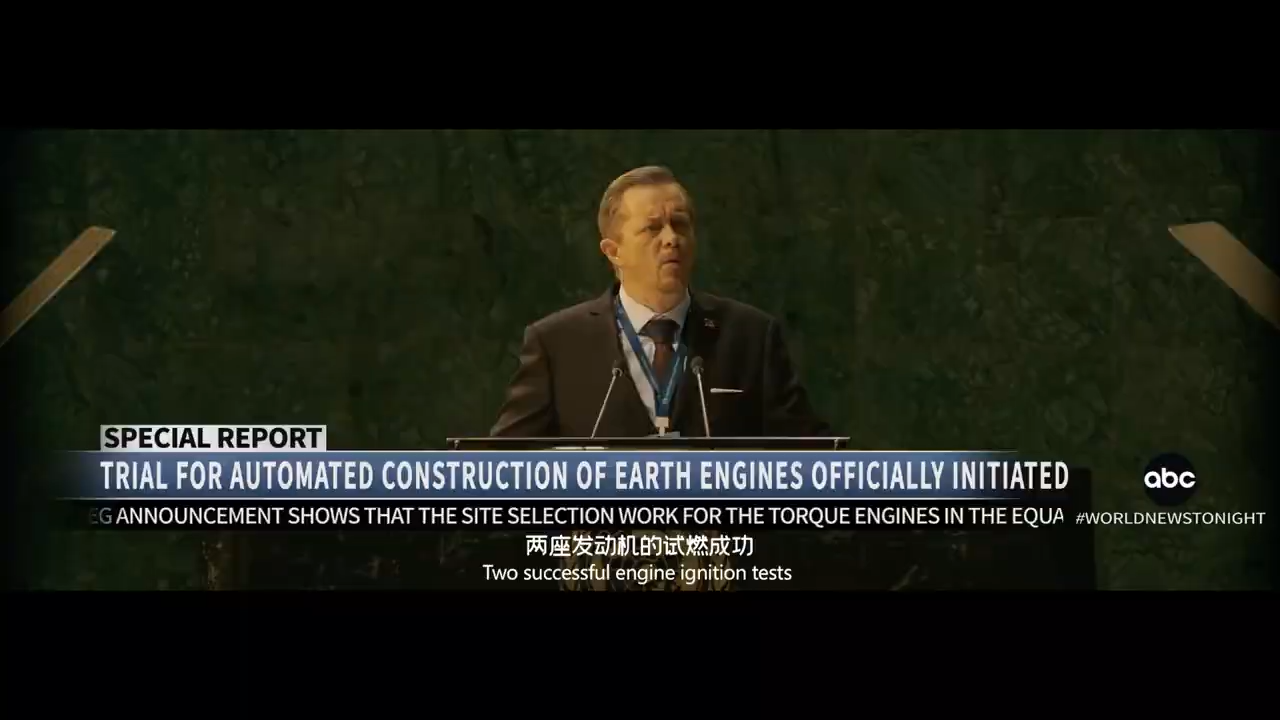 SPECIAL REPORT
TRIAL FOR AUTOMATED CONSTRUCTION OF EARTH ENGINES OFFICIALLY INITIATED
abc
EG ANNOUNCEMENT SHOWS THAT THE SITE SELECTION WORK FOR THE TORQUE ENGINES IN THE EQUA
#WORLDNEWSTONIGHT
两座发动机的试燃成功
Two successful engine ignition tests